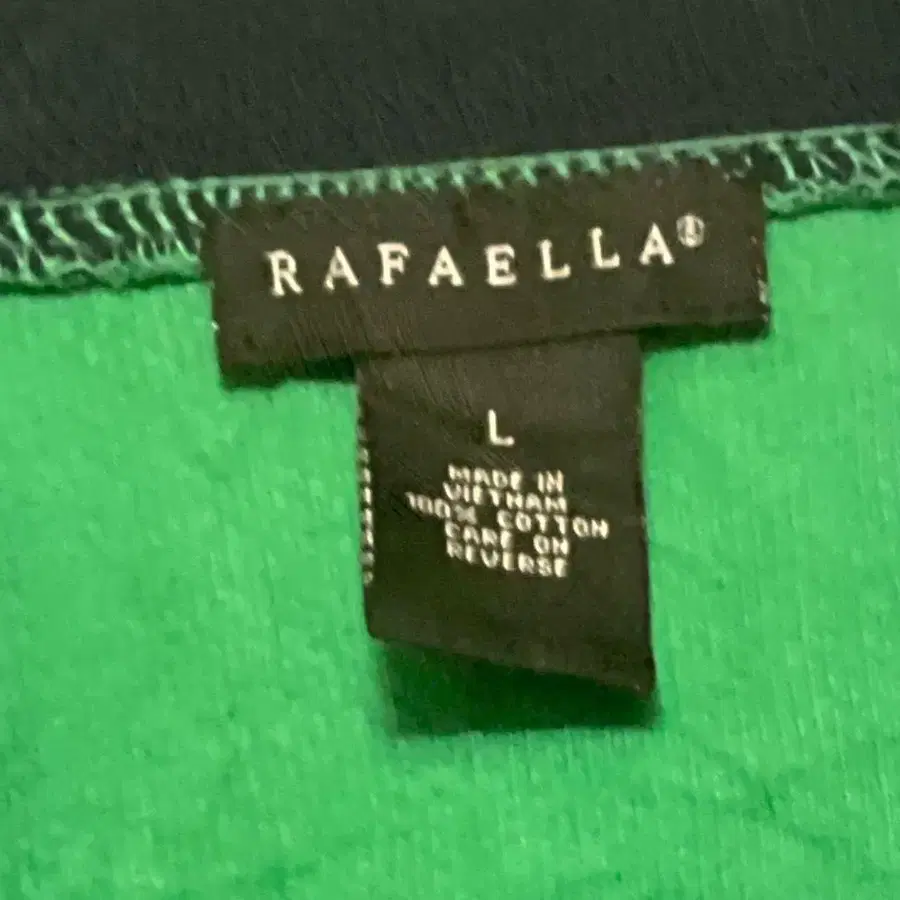 RAFAELLA®
L
MADE IN
VIETNAM
100% COTTON
CARE ON
REVERSE